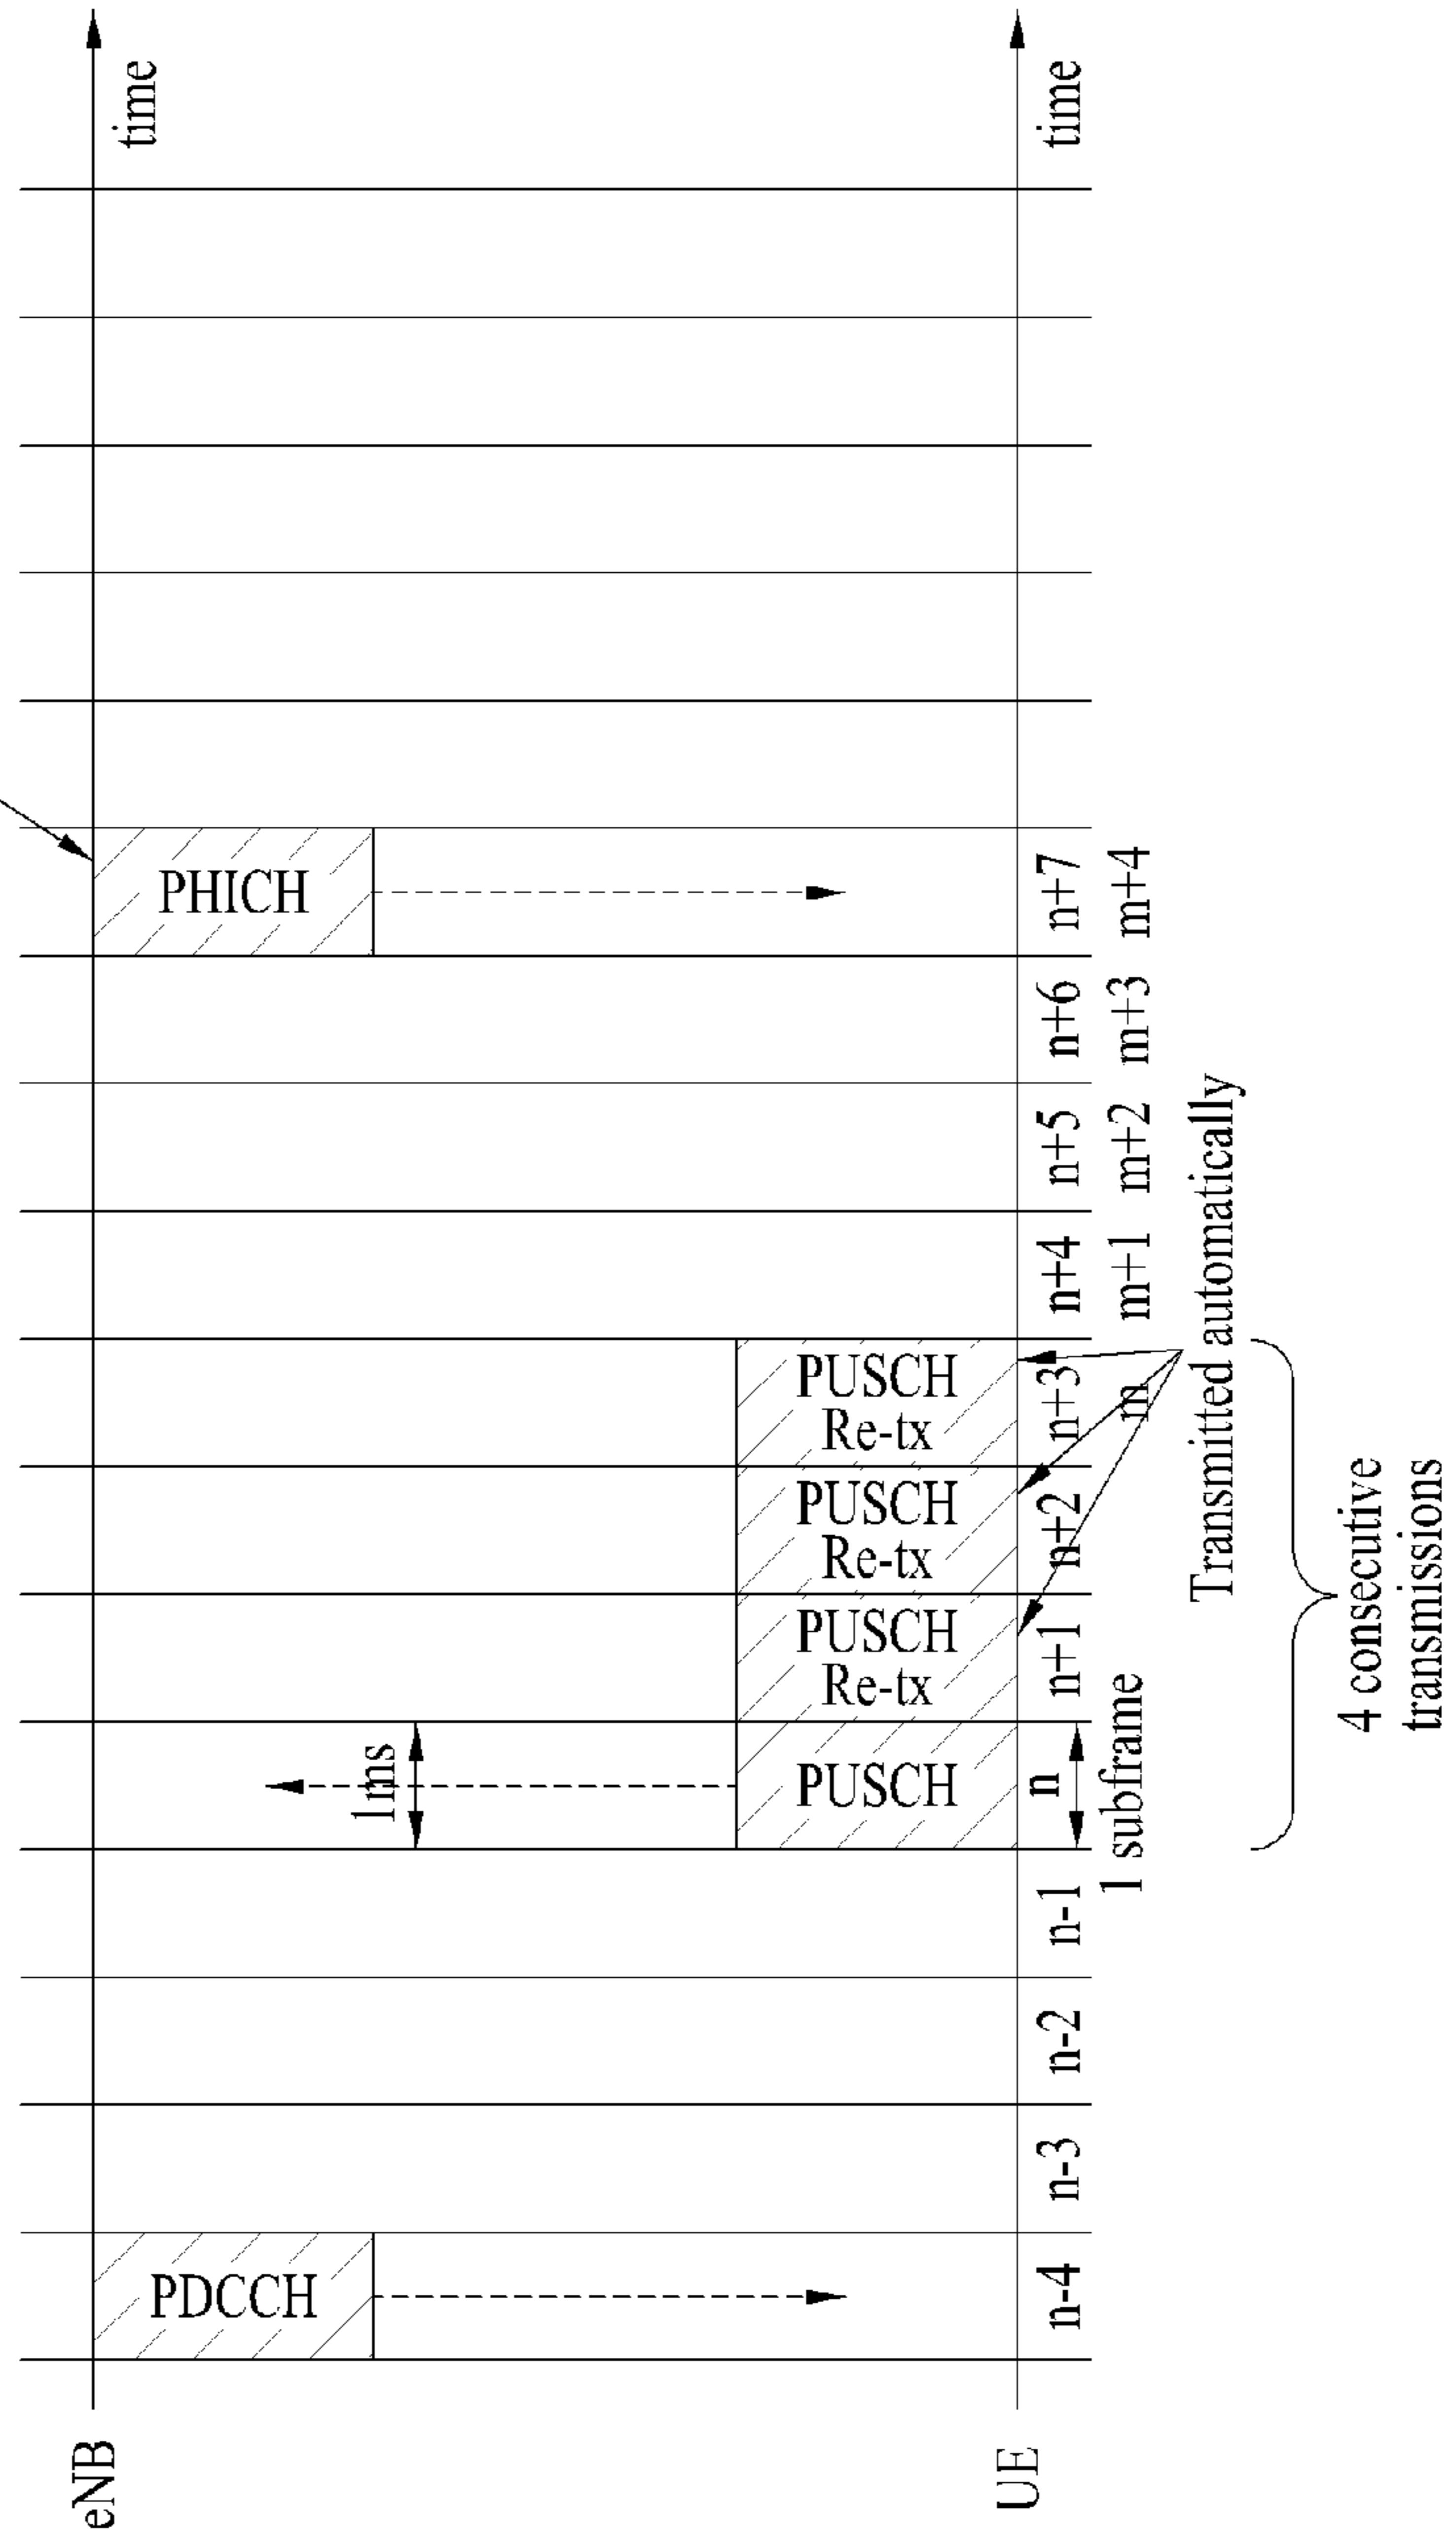 eNB
PDCCH
PHICH
time
1ms
PUSCH
PUSCH
Re-tx
PUSCH
Re-tx
PUSCH
Re-tx
UE
n-4
n-3
n-2
n-1
n
n+1
n+2
n+3
n+4
n+5
n+6
n+7
time
1 subframe
m
m+1
m+2
m+3
m+4
Transmitted automatically
4 consecutive
transmissions